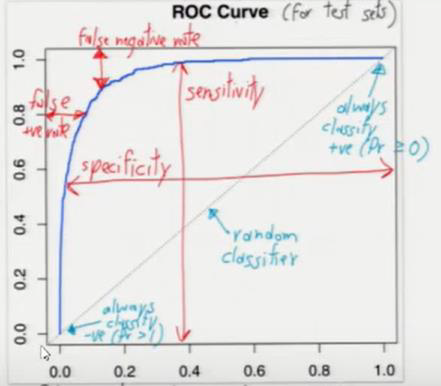 ROC Curve (for test sets)
false negative rate
false
+ve rate
sensitivity
specificity
always
classify
+ve (Pr ≥ 0)
random
classifier
always
classify
-ve (Pr > 1)
1.0
0.8
0.6
0.4
0.2
0.0
0.0 0.2 0.4 0.6 0.8 1.0